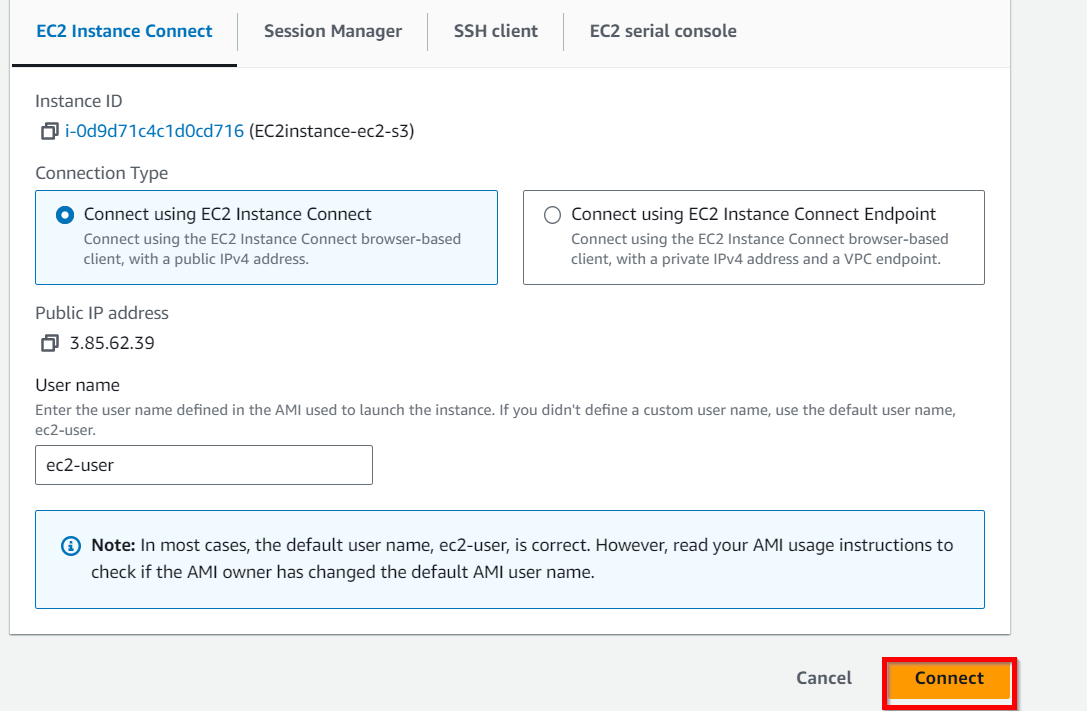 EC2 Instance Connect
Session Manager
SSH client
EC2 serial console
Instance ID
i-0d9d71c4c1d0cd716 (EC2instance-ec2-s3)
Connection Type
Connect using EC2 Instance Connect
Connect using the EC2 Instance Connect browser-based
client, with a public IPv4 address.
Connect using EC2 Instance Connect Endpoint
Connect using the EC2 Instance Connect browser-based
client, with a private IPv4 address and a VPC endpoint.
Public IP address
3.85.62.39
User name
Enter the user name defined in the AMI used to launch the instance. If you didn't define a custom user name, use the default user name,
ec2-user.
ec2-user
Note: In most cases, the default user name, ec2-user, is correct. However, read your AMI usage instructions to
check if the AMI owner has changed the default AMI user name.
Cancel
Connect